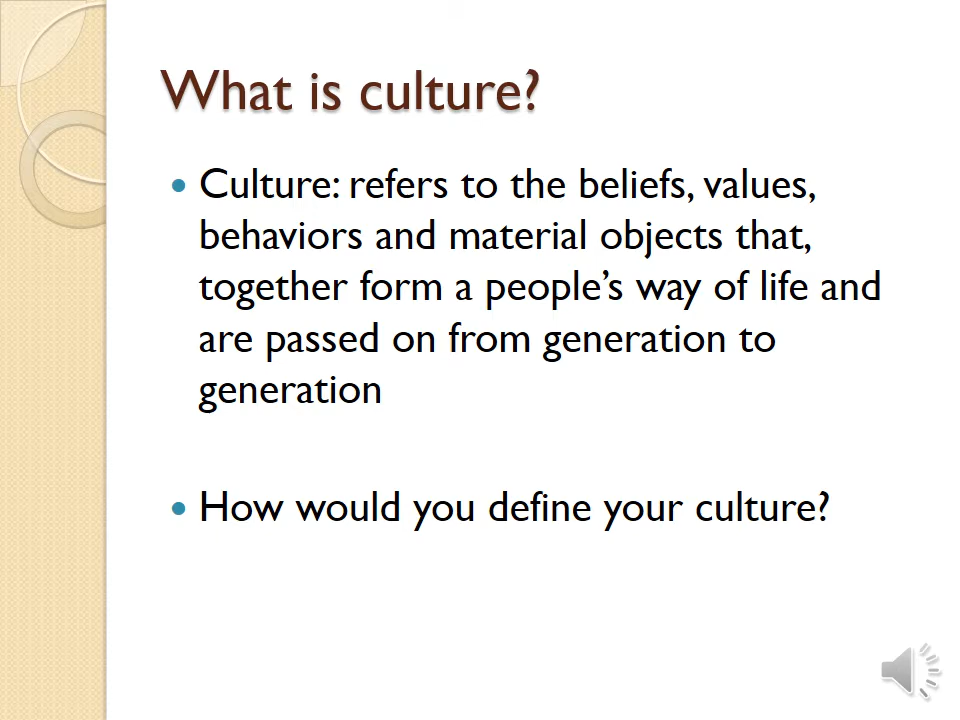 What is culture?
• Culture: refers to the beliefs, values,
behaviors and material objects that,
together form a people’s way of life and
are passed on from generation to
generation
• How would you define your culture?